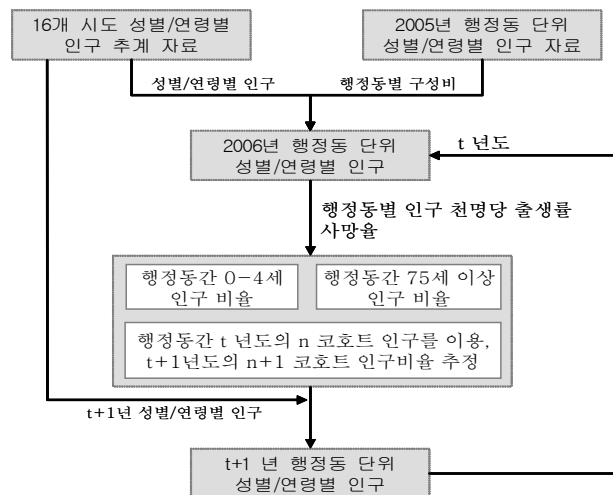 16개 시도 성별/연령별
인구 추계 자료
2005년 행정동 단위
성별/연령별 인구 자료
성별/연령별 인구
행정동별 구성비
2006년 행정동 단위
성별/연령별 인구
t 년도
행정동별 인구 천명당 출생률
사망율
행정동간 0-4세
인구 비율
행정동간 75세 이상
인구 비율
행정동간 t 년도의 n 코호트 인구를 이용,
t+1년도의 n+1 코호트 인구비율 추정
t+1년 성별/연령별 인구
t+1 년 행정동 단위
성별/연령별 인구